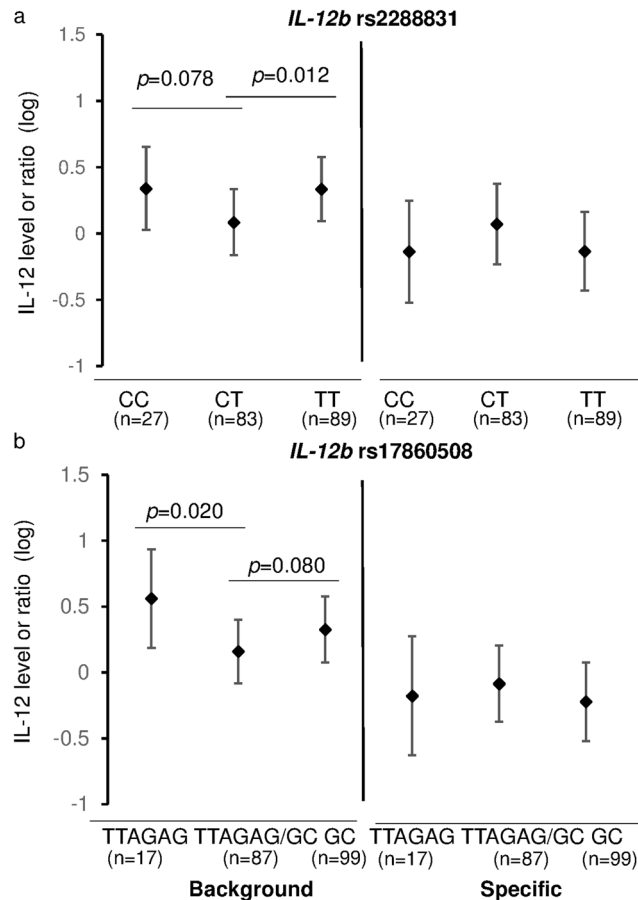 a
IL-12b rs2288831
IL-12 level or ratio (log)
1.5
1
0.5
0
-0.5
-1
p=0.078
p=0.012
CC CT TT CC CT TT
(n=27) (n=83) (n=89) (n=27) (n=83) (n=89)
b
IL-12b rs17860508
IL-12 level or ratio (log)
1.5
1
0.5
0
-0.5
-1
p=0.020
p=0.080
TTAGAG TTAGAG/GC GC TTAGAG TTAGAG/GC GC
(n=17) (n=87) (n=99) (n=17) (n=87) (n=99)
Background Specific